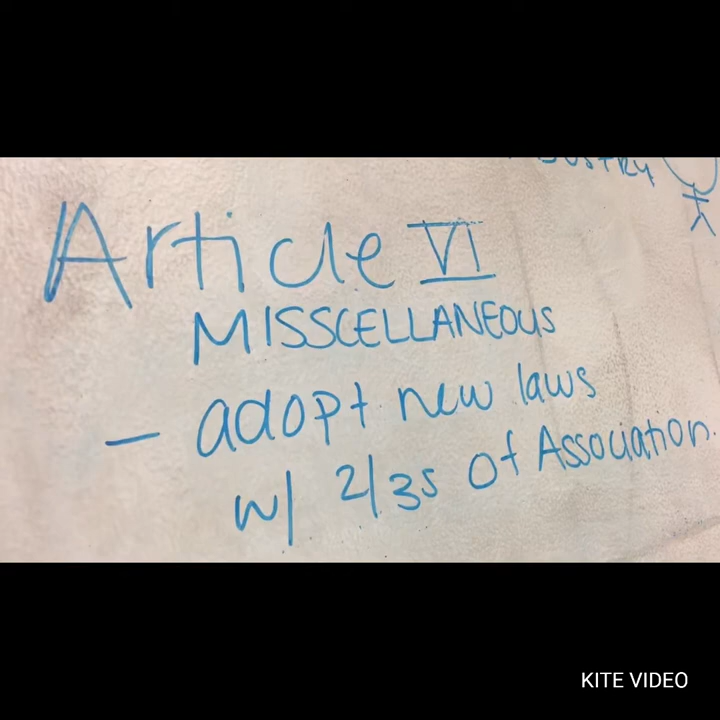 Article VI
MISSCELLANEOUS
- adopt new laws
w/ 2/3s of Association.
KITE VIDEO